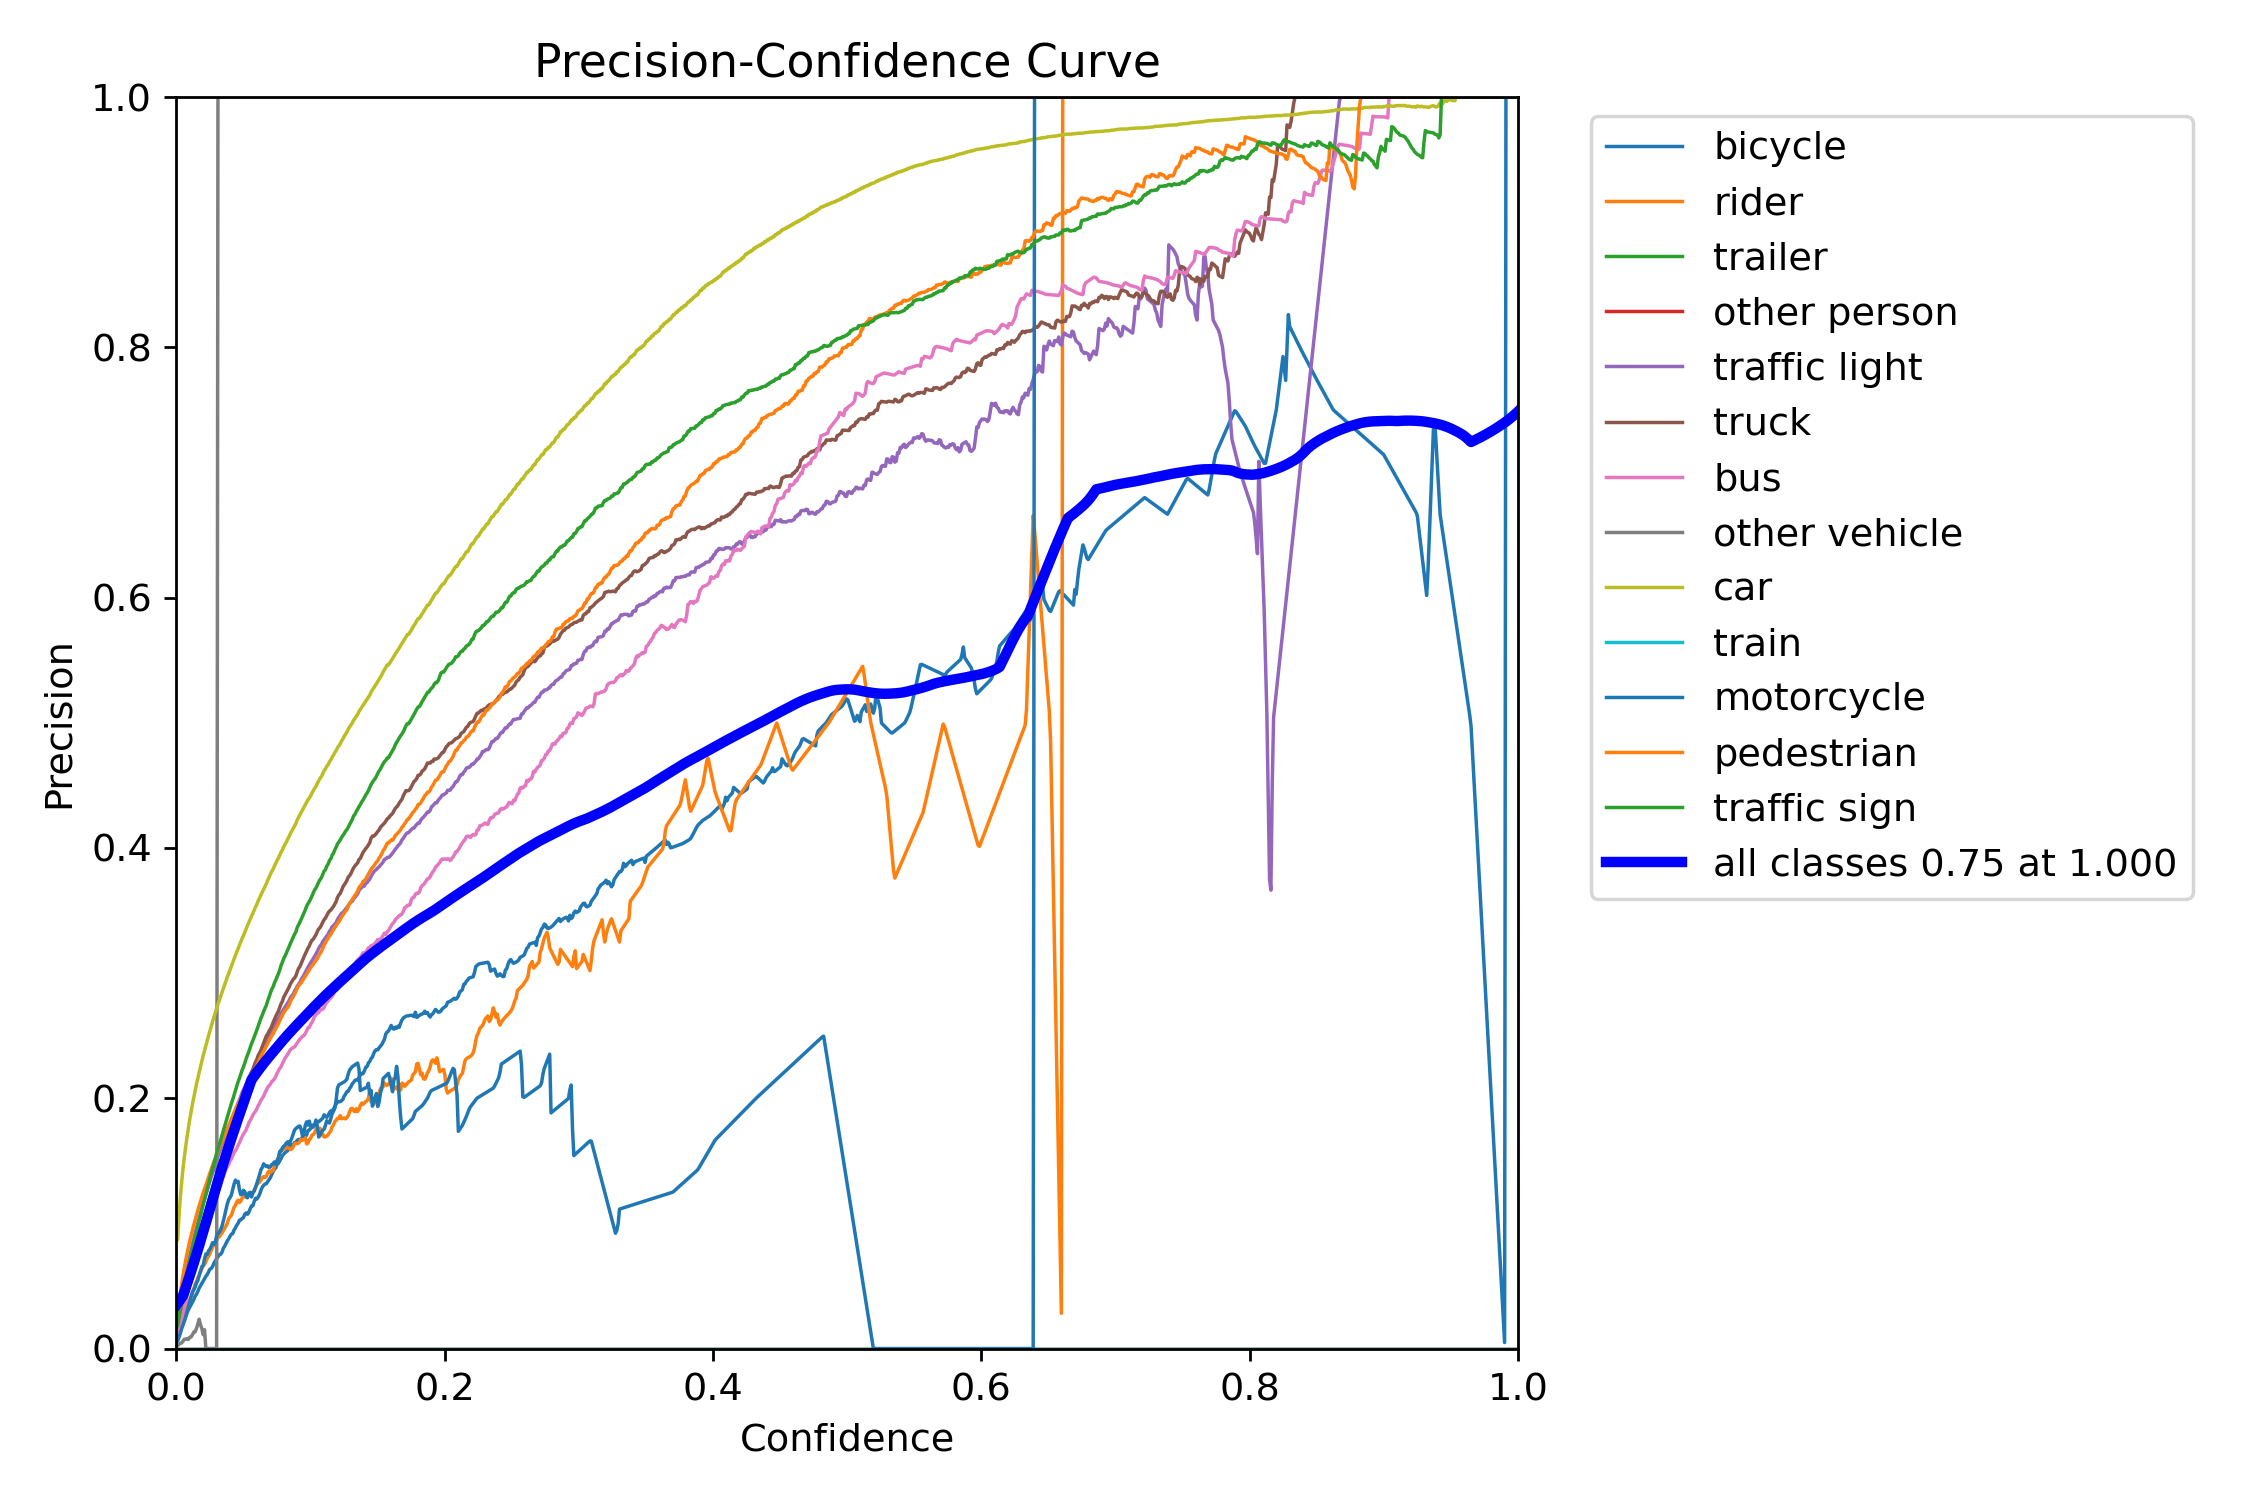 Precision-Confidence Curve
1.0
0.8
0.6
0.4
0.2
0.0
Precision
0.0 0.2 0.4 0.6 0.8 1.0
Confidence
bicycle
rider
trailer
other person
traffic light
truck
bus
other vehicle
car
train
motorcycle
pedestrian
traffic sign
all classes 0.75 at 1.000